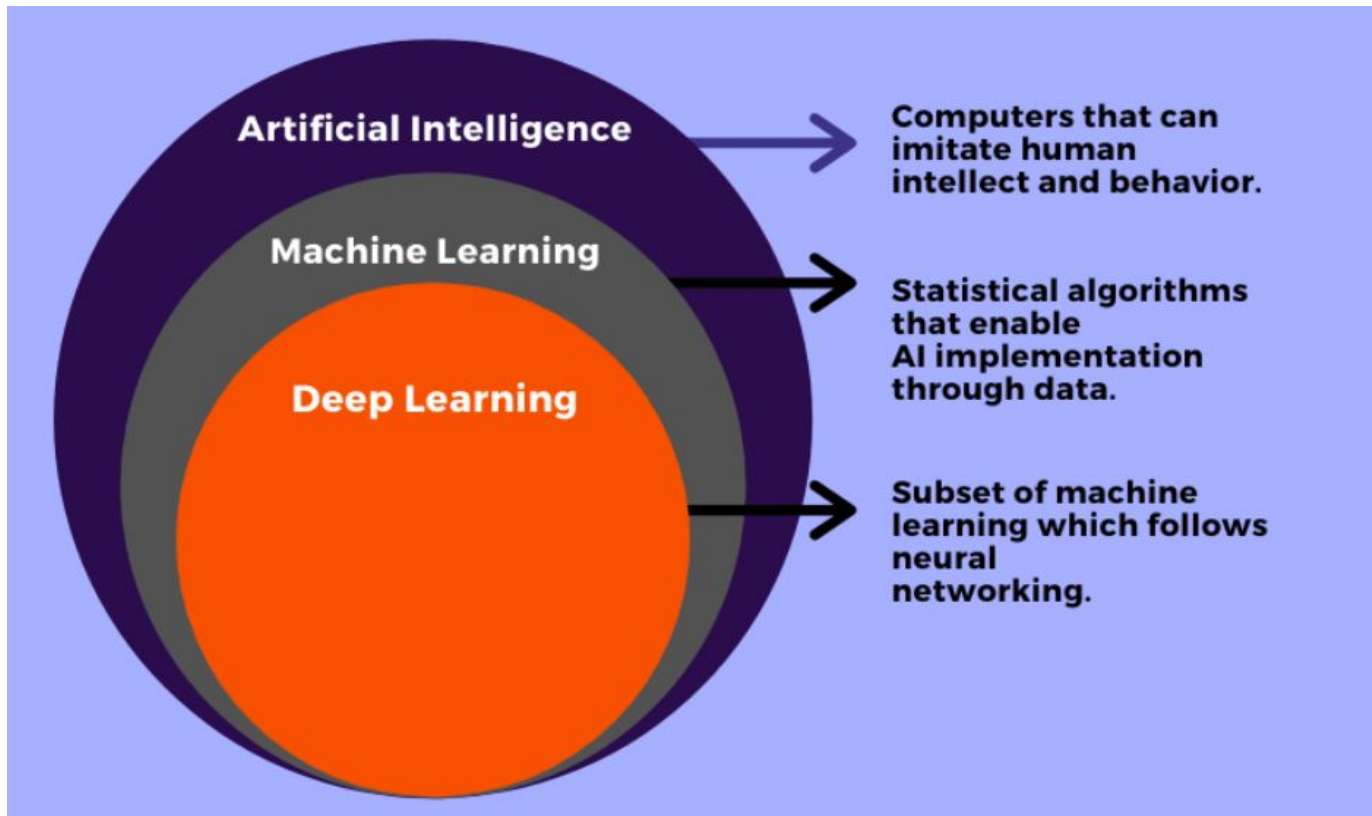 Artificial Intelligence
Computers that can
imitate human
intellect and behavior.
Machine Learning
Statistical algorithms
that enable
AI implementation
through data.
Deep Learning
Subset of machine
learning which follows
neural
networking.